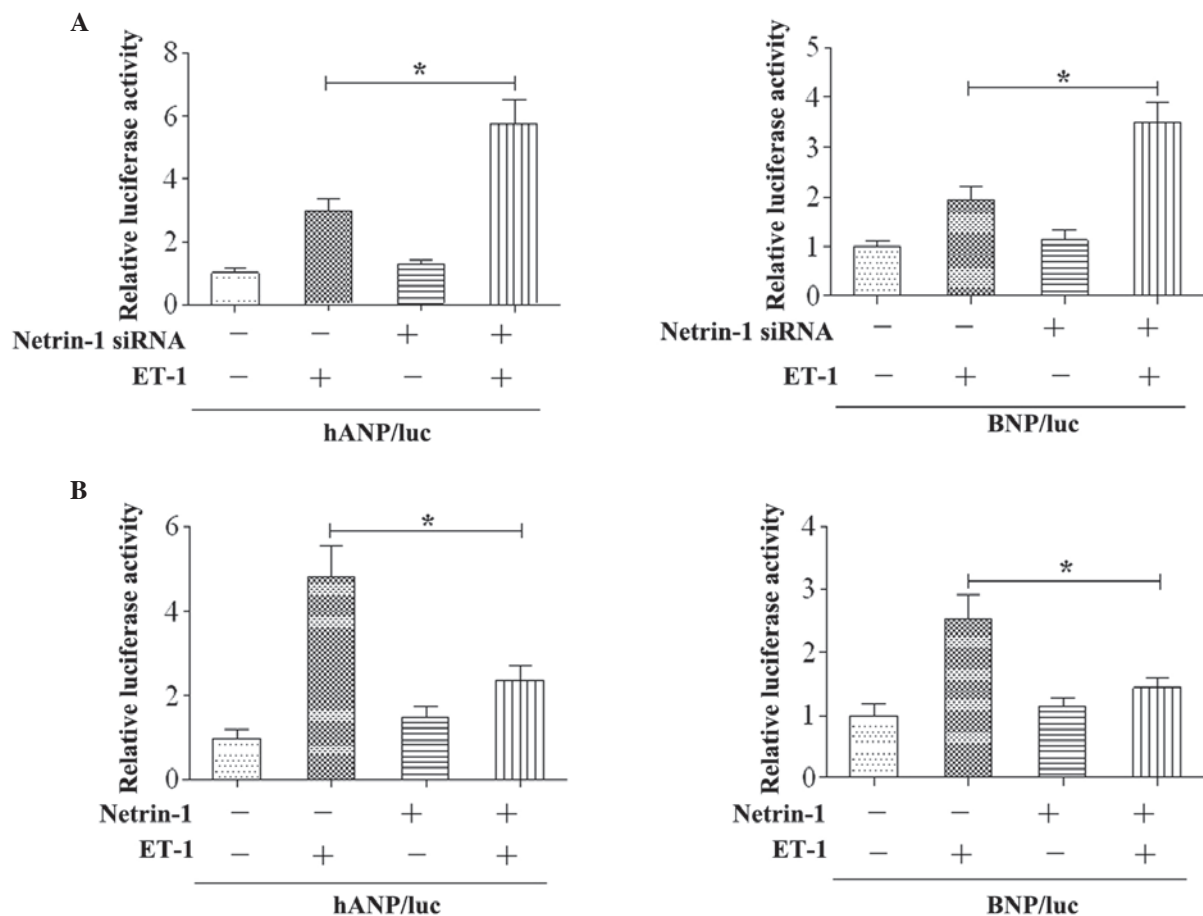 A
Relative luciferase activity
8
6
4
2
0
*
Netrin-1 siRNA − − + +
ET-1 − + − +
hANP/luc
Relative luciferase activity
5
4
3
2
1
0
*
Netrin-1 siRNA − − + +
ET-1 − + − +
BNP/luc
B
Relative luciferase activity
6
4
2
0
*
Netrin-1 − − + +
ET-1 − + − +
hANP/luc
Relative luciferase activity
4
3
2
1
0
*
Netrin-1 − − + +
ET-1 − + − +
BNP/luc